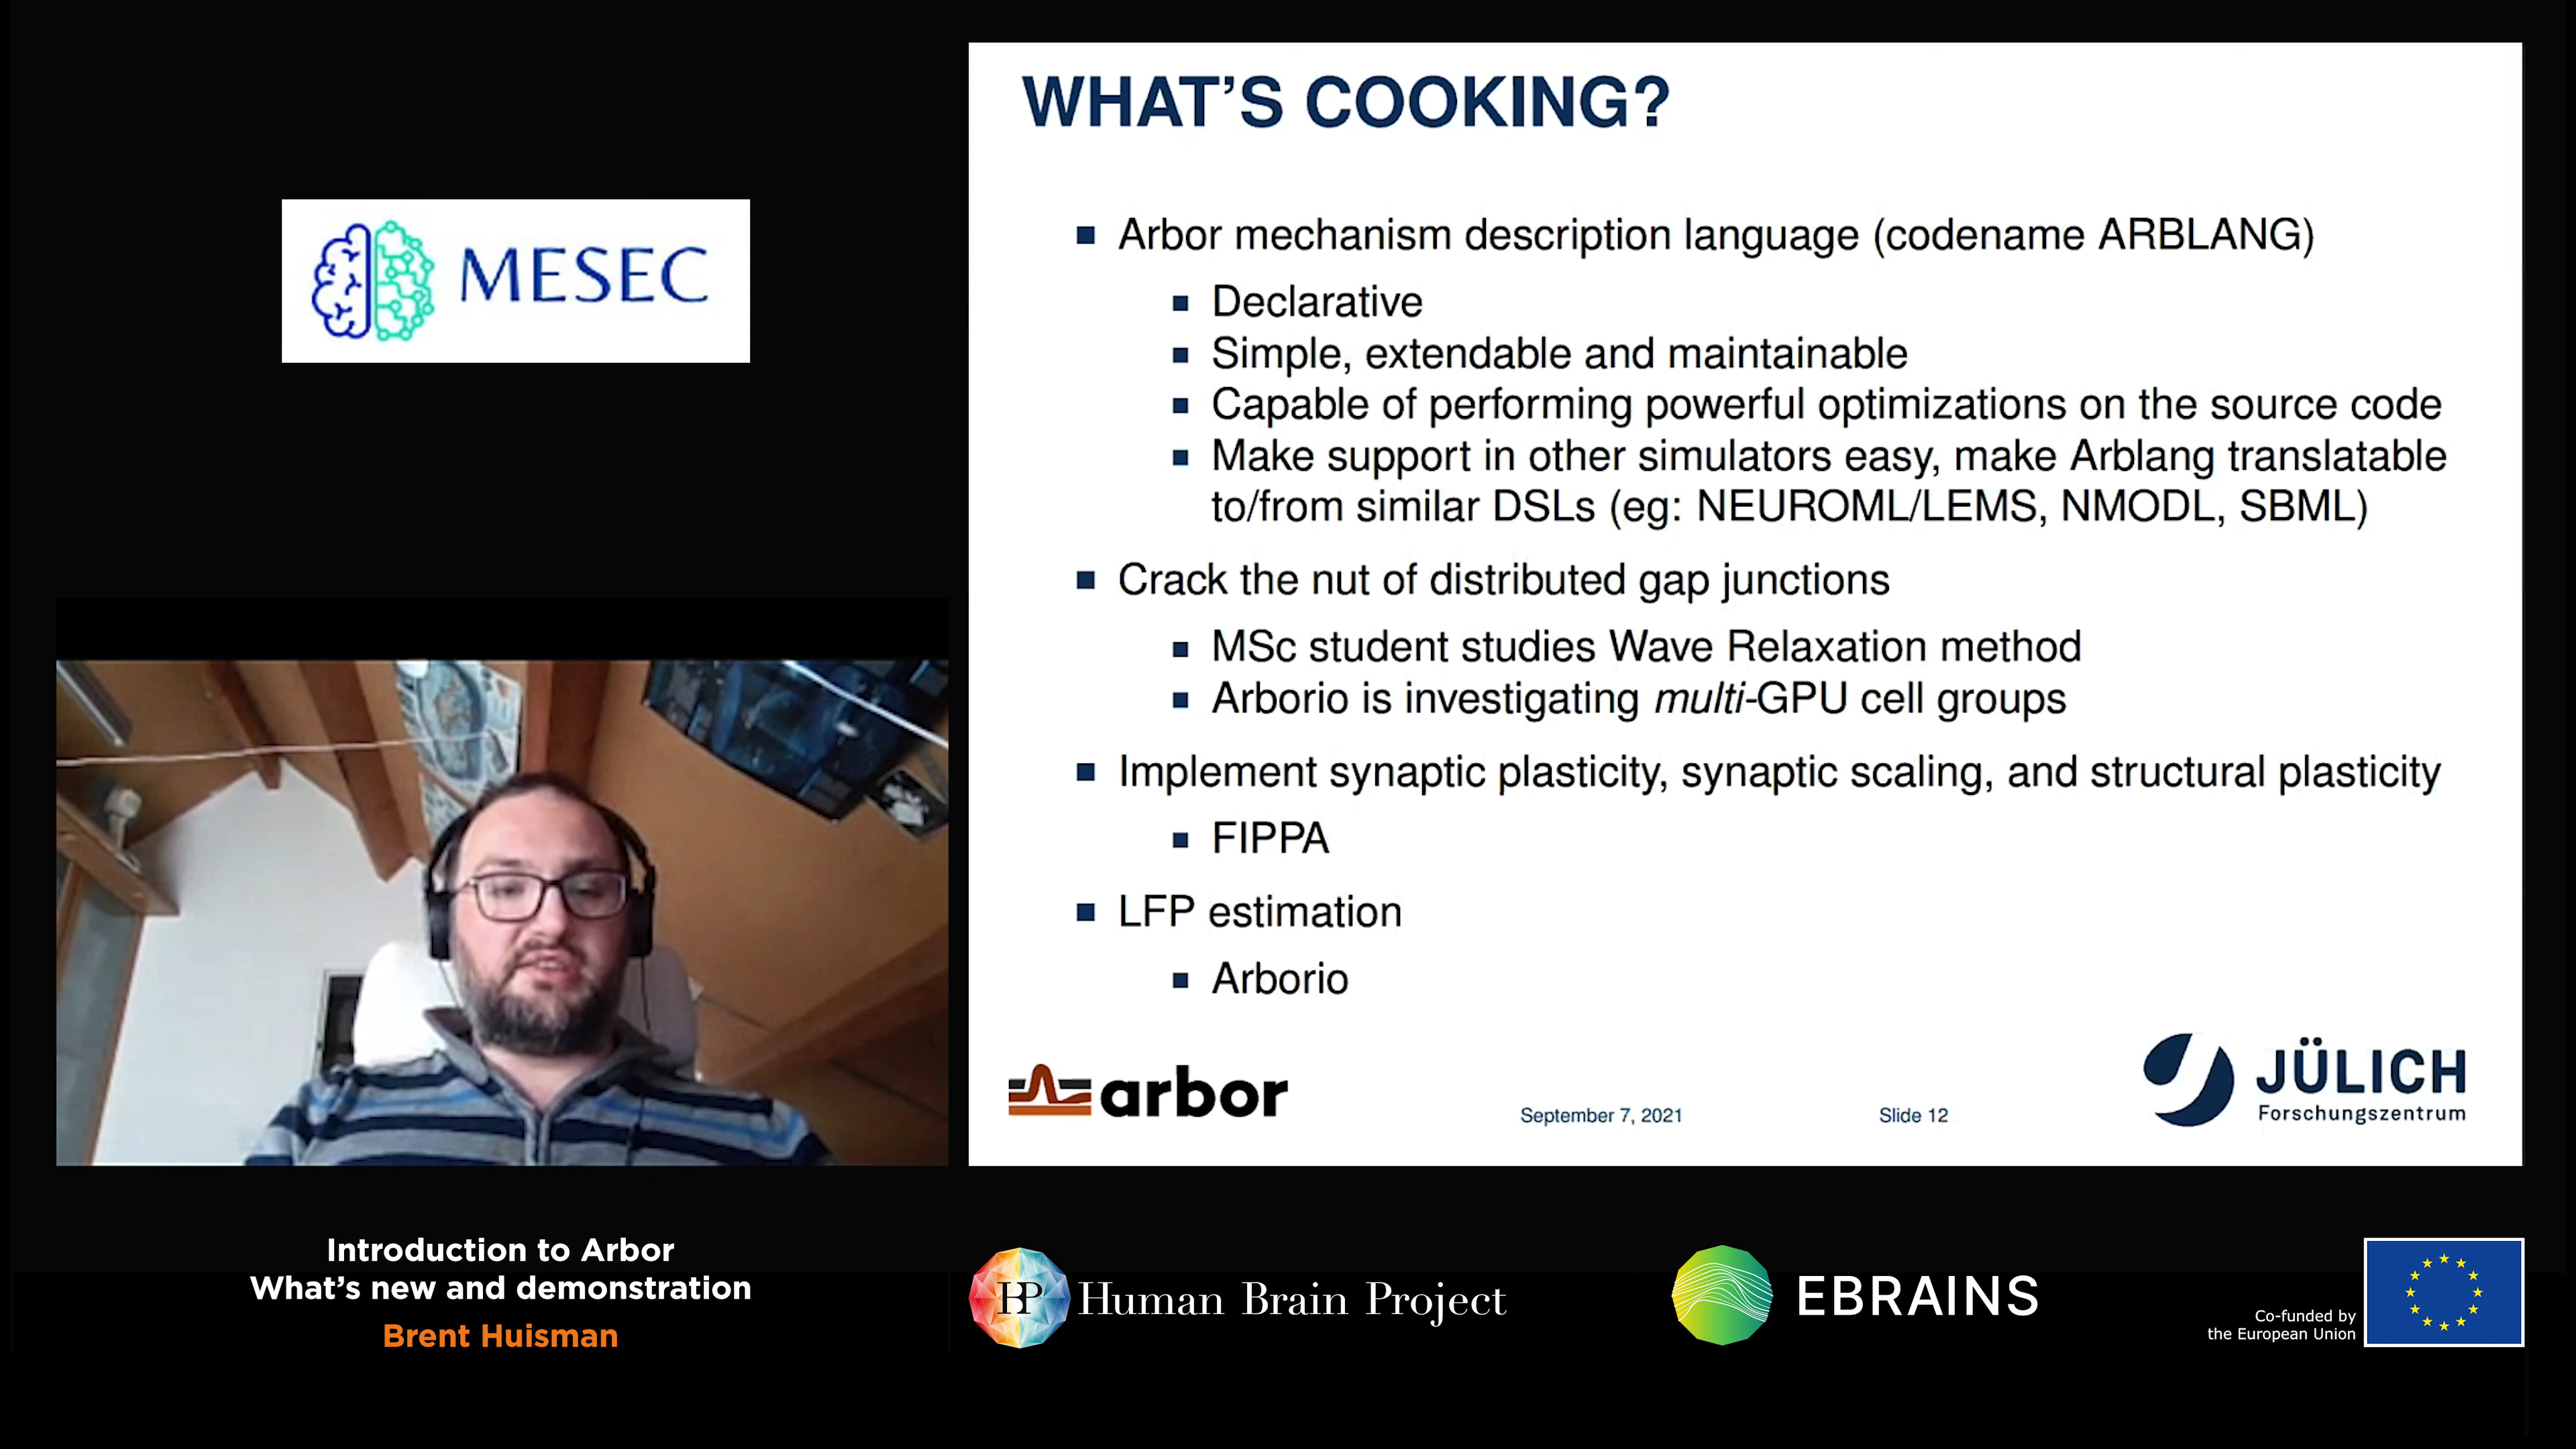 MESEC
WHAT'S COOKING?
Arbor mechanism description language (codename ARBLANG)
Declarative
Simple, extendable and maintainable
Capable of performing powerful optimizations on the source code
Make support in other simulators easy, make Arblang translatable
to/from similar DSLs (eg: NEUROML/LEMS, NMODL, SBML)
Crack the nut of distributed gap junctions
MSc student studies Wave Relaxation method
Arborio is investigating multi-GPU cell groups
Implement synaptic plasticity, synaptic scaling, and structural plasticity
FIPPA
LFP estimation
Arborio
arbor
September 7, 2021
Slide 12
JÜLICH
Forschungszentrum
Introduction to Arbor
What's new and demonstration
Brent Huisman
HBP
Human Brain Project
EBRAINS
Co-funded by
the European Union